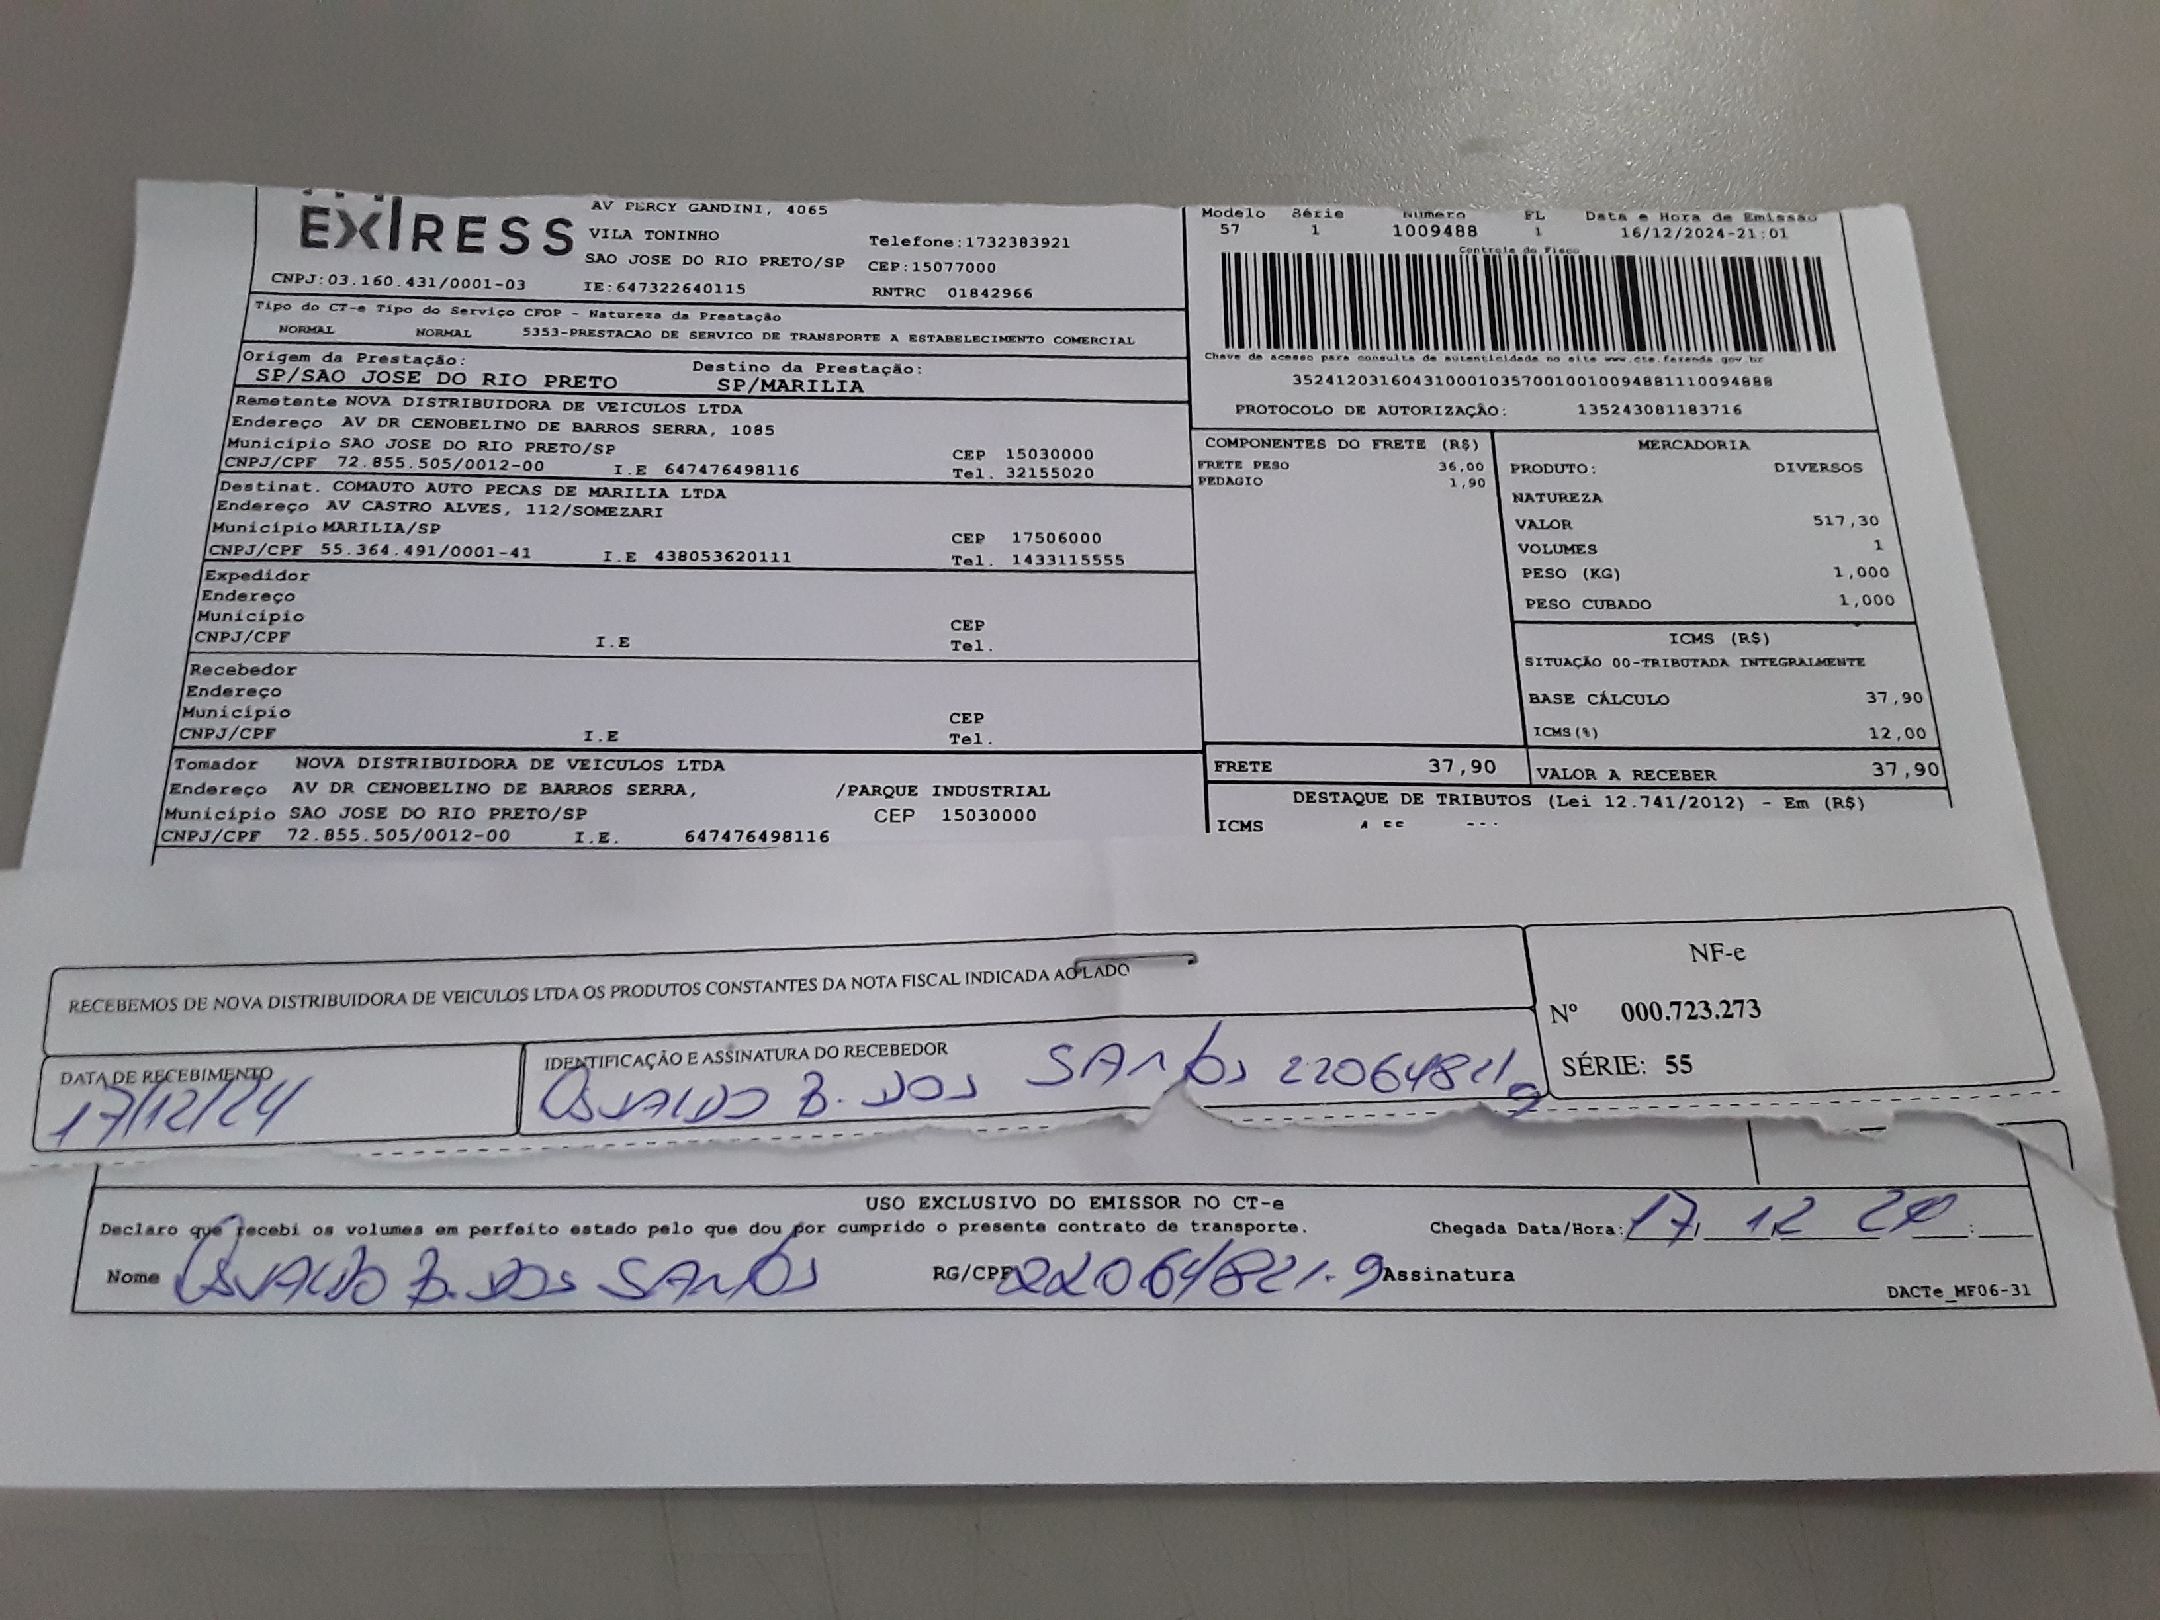 EXIRESS
AV PERCY GANDINI, 4065
VILA TONINHO
Telefone:1732383921
SAO JOSE DO RIO PRETO/SP CEP:15077000
CNPJ:03.160.431/0001-03 IE:647322640115 RNTRC 01842966
Tipo do CT-e Tipo do Serviço CFOP - Natureza da Prestação
NORMAL NORMAL 5353-PRESTACAO DE SERVICO DE TRANSPORTE A ESTABELECIMENTO COMERCIAL
Origem da Prestação: Destino da Prestação:
SP/SAO JOSE DO RIO PRETO SP/MARILIA
Remetente NOVA DISTRIBUIDORA DE VEICULOS LTDA
Endereço AV DR CENOBELINO DE BARROS SERRA, 1085
Municipio SAO JOSE DO RIO PRETO/SP CEP 15030000
CNPJ/CPF 72.855.505/0012-00 I.E 647476498116 Tel. 32155020
Destinat. COMAUTO AUTO PECAS DE MARILIA LTDA
Endereço AV CASTRO ALVES, 112/SOMEZARI
Municipio MARILIA/SP CEP 17506000
CNPJ/CPF 55.364.491/0001-41 I.E 438053620111 Tel. 1433115555
Expedidor
Endereço
Municipio CEP
CNPJ/CPF I.E Tel.
Recebedor
Endereço
Municipio CEP
CNPJ/CPF I.E Tel.
Tomador NOVA DISTRIBUIDORA DE VEICULOS LTDA
Endereço AV DR CENOBELINO DE BARROS SERRA, /PARQUE INDUSTRIAL
Municipio SAO JOSE DO RIO PRETO/SP CEP 15030000
CNPJ/CPF 72.855.505/0012-00 I.E. 647476498116
Modelo Série Numero FL Data e Hora de Emissao
57 1 1009488 1 16/12/2024-21:01
Controle do Fisco
Chave de acesso para consulta de autenticidade no site www.cte.fazenda.gov.br
35241203160431000103570010010094881110094888
PROTOCOLO DE AUTORIZAÇÃO: 135243081183716
COMPONENTES DO FRETE (R$)
FRETE PESO 36,00
PEDAGIO 1,90
MERCADORIA
PRODUTO: DIVERSOS
NATUREZA
VALOR 517,30
VOLUMES 1
PESO (KG) 1,000
PESO CUBADO 1,000
ICMS (R$)
SITUAÇÃO 00-TRIBUTADA INTEGRALMENTE
BASE CÁLCULO 37,90
ICMS(%) 12,00
FRETE 37,90 VALOR A RECEBER 37,90
DESTAQUE DE TRIBUTOS (Lei 12.741/2012) - Em (R$)
ICMS
RECEBEMOS DE NOVA DISTRIBUIDORA DE VEICULOS LTDA OS PRODUTOS CONSTANTES DA NOTA FISCAL INDICADA AO LADO
NF-e
Nº 000.723.273
SÉRIE: 55
DATA DE RECEBIMENTO
17/12/24
IDENTIFICAÇÃO E ASSINATURA DO RECEBEDOR
OSVALDO B. DOS SANTOS 22064821 9
USO EXCLUSIVO DO EMISSOR DO CT-e
Declaro que recebi os volumes em perfeito estado pelo que dou por cumprido o presente contrato de transporte. Chegada Data/Hora: 17 12 24 :
Nome OSVALDO B. DOS SANTOS RG/CPF 22064821-9 Assinatura
DACTe_MF06-31